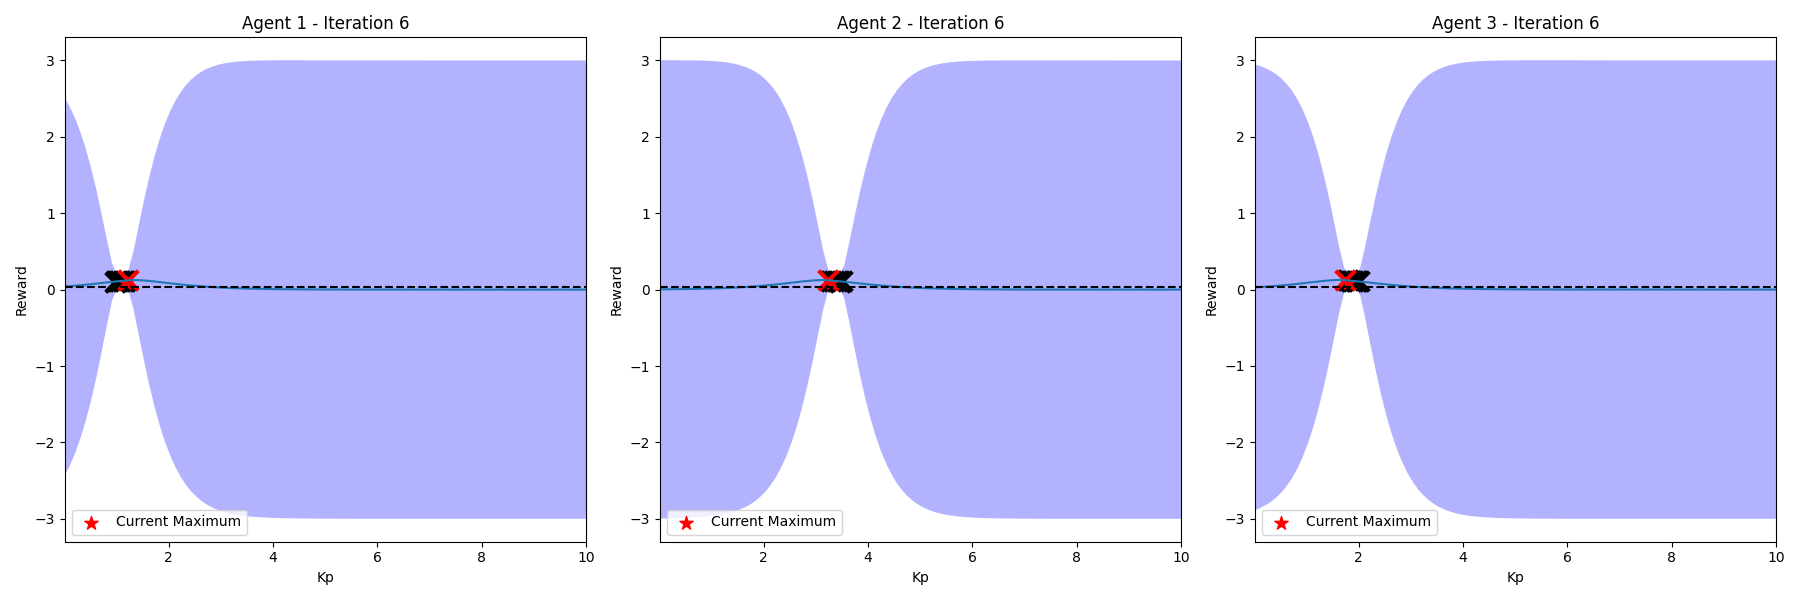 Agent 1 - Iteration 6
Reward
3
2
1
0
−1
−2
−3
Current Maximum
2 4 6 8 10
Kp
Agent 2 - Iteration 6
Reward
3
2
1
0
−1
−2
−3
Current Maximum
2 4 6 8 10
Kp
Agent 3 - Iteration 6
Reward
3
2
1
0
−1
−2
−3
Current Maximum
2 4 6 8 10
Kp